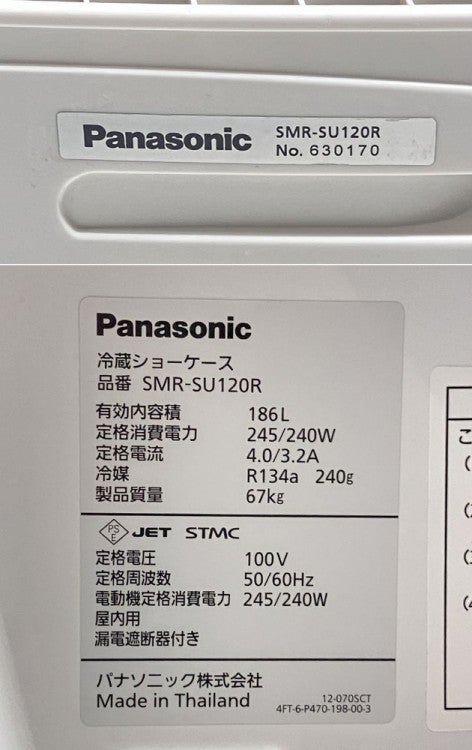 Panasonic SMR-SU120R
No. 630170
Panasonic
冷蔵ショーケース
品番 SMR-SU120R
有効内容積 186L
定格消費電力 245/240W
定格電流 4.0/3.2A
冷媒 R134a 240g
製品質量 67kg
PS
E JET STMC
定格電圧 100V
定格周波数 50/60Hz
電動機定格消費電力 245/240W
屋内用
漏電遮断器付き
パナソニック株式会社
Made in Thailand 12-070SCT
4FT-6-P470-198-00-3
こ
(
(2
(3
(4